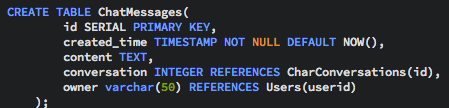 CREATE TABLE ChatMessages(
id SERIAL PRIMARY KEY,
created_time TIMESTAMP NOT NULL DEFAULT NOW(),
content TEXT,
conversation INTEGER REFERENCES CharConversations(id),
owner varchar(50) REFERENCES Users(userid)
);